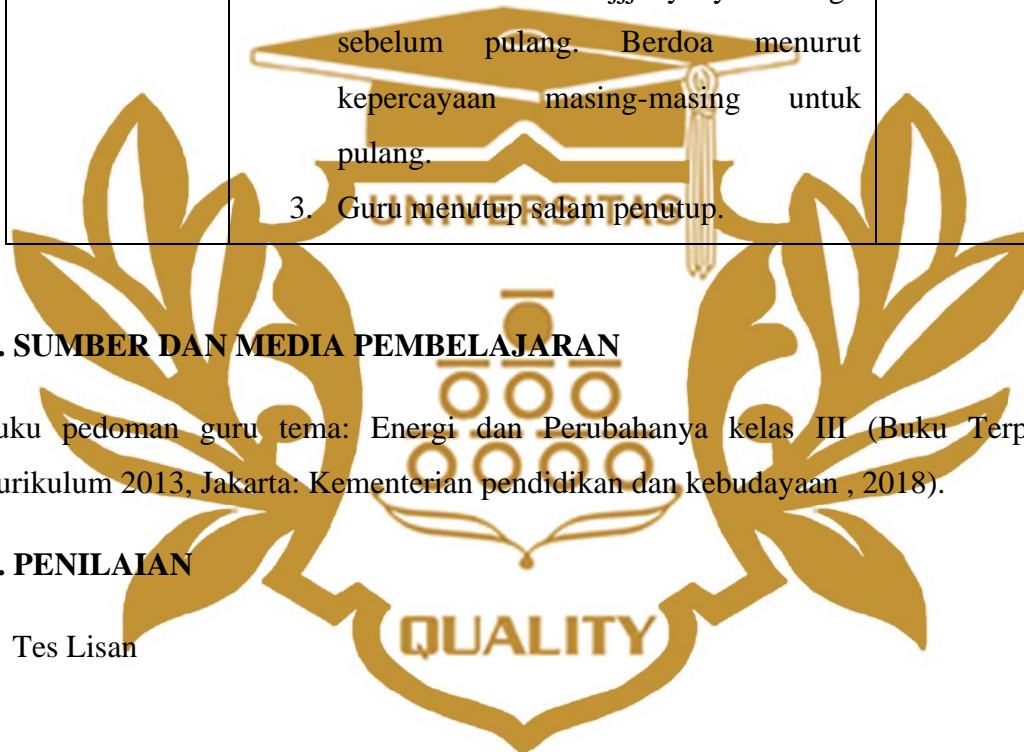 sebelum pulang. Berdoa menurut
kepercayaan masing-masing untuk
pulang.
3. Guru menutup salam penutup.
UNIVERSITAS
. SUMBER DAN MEDIA PEMBELAJARAN
uku pedoman guru tema: Energi dan Perubahanya kelas III (Buku Terp
urikulum 2013, Jakarta: Kementerian pendidikan dan kebudayaan , 2018).
. PENILAIAN
Tes Lisan
QUALITY